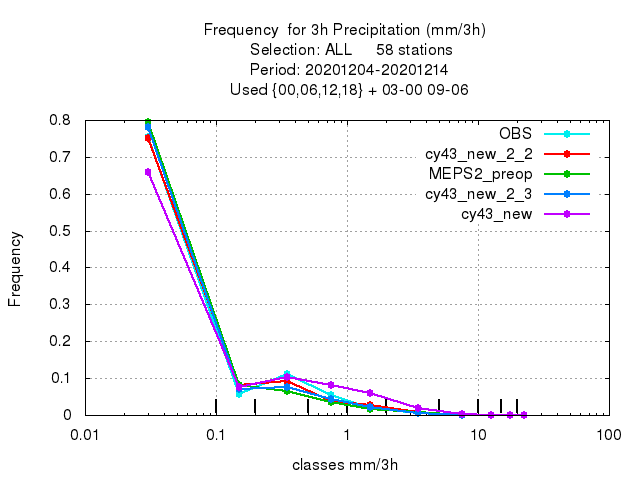 Frequency  for 3h Precipitation (mm/3h)
Selection: ALL     58 stations
Period: 20201204-20201214
Used {00,06,12,18} + 03-00 09-06
0.8
0.7
0.6
0.5
0.4
0.3
0.2
0.1
0
Frequency
OBS
cy43_new_2_2
MEPS2_preop
cy43_new_2_3
cy43_new
0.01
0.1
1
10
100
classes mm/3h